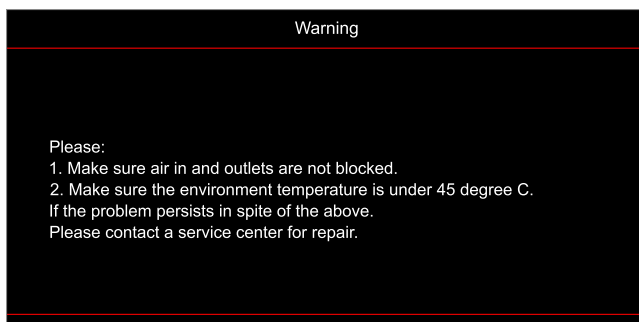 Warning
Please:
1. Make sure air in and outlets are not blocked.
2. Make sure the environment temperature is under 45 degree C.
If the problem persists in spite of the above.
Please contact a service center for repair.